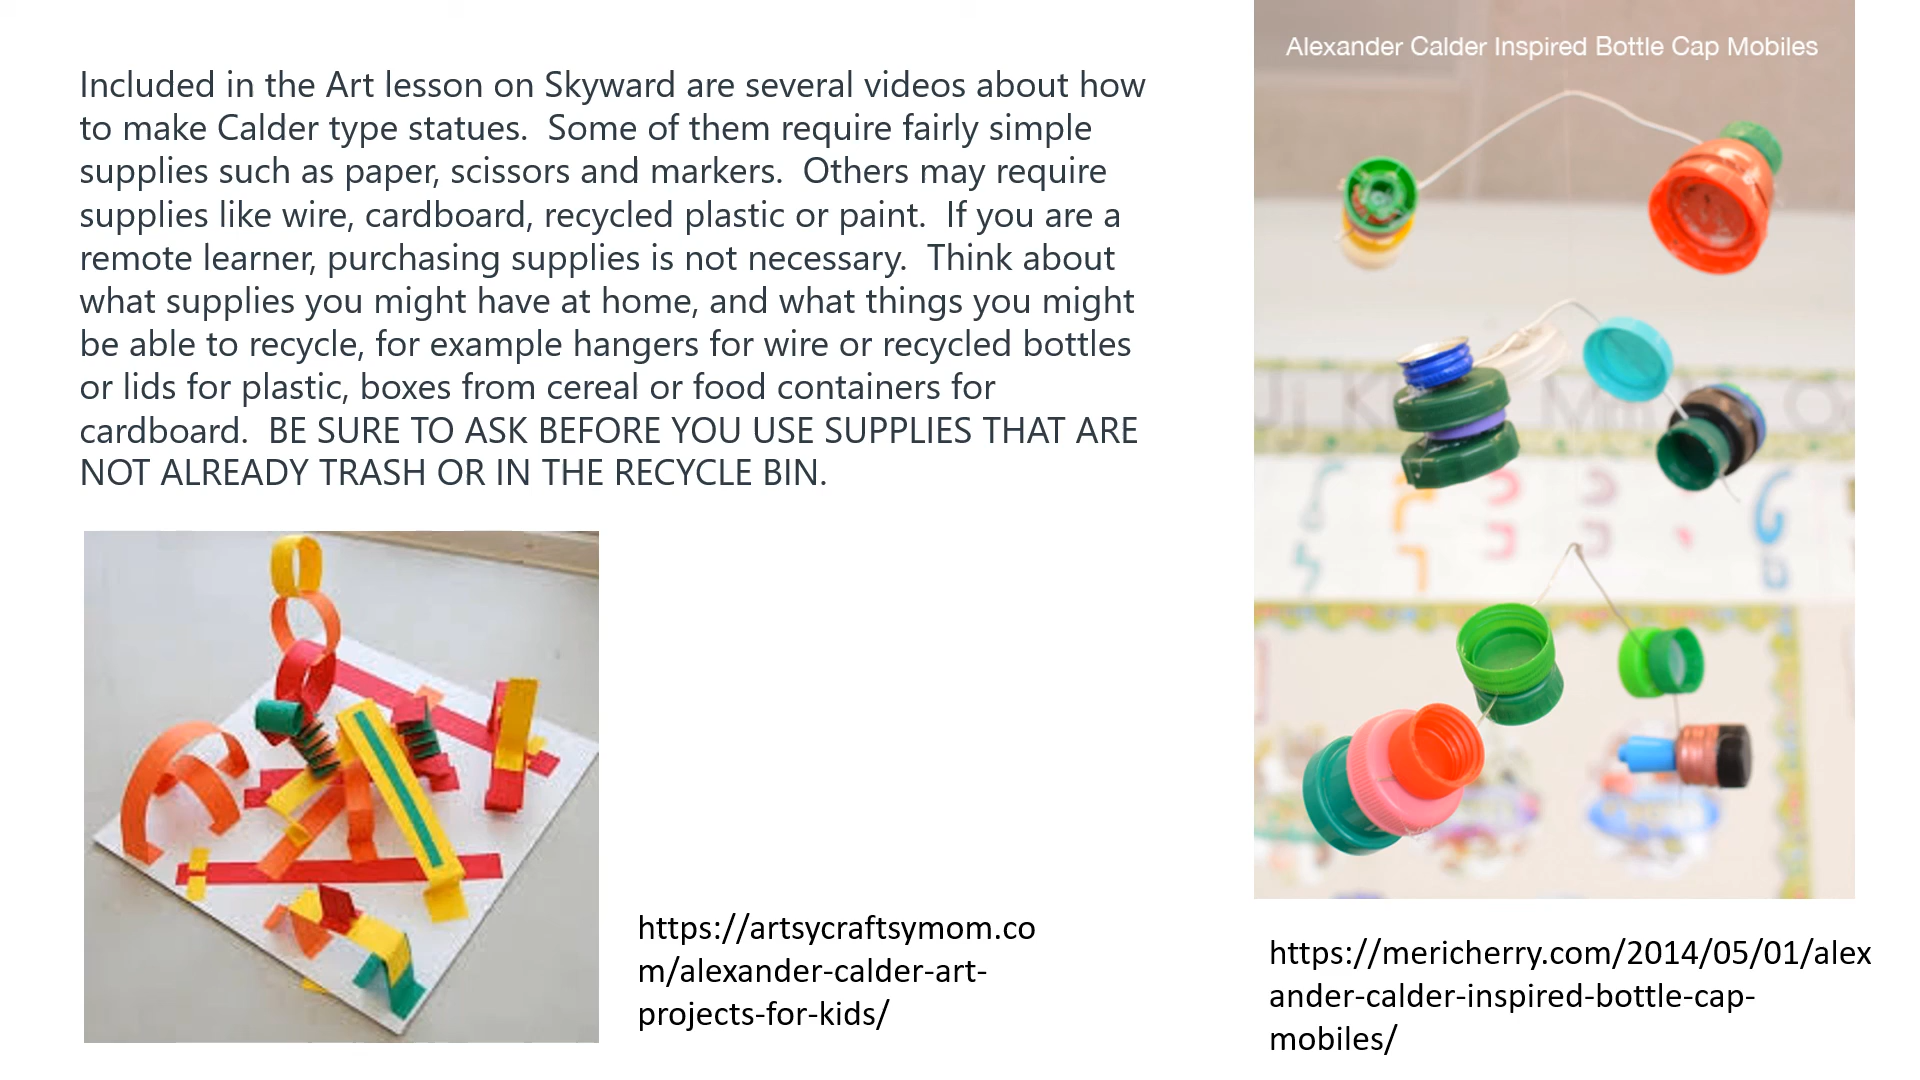 Included in the Art lesson on Skyward are several videos about how
to make Calder type statues.  Some of them require fairly simple
supplies such as paper, scissors and markers.  Others may require
supplies like wire, cardboard, recycled plastic or paint.  If you are a
remote learner, purchasing supplies is not necessary.  Think about
what supplies you might have at home, and what things you might
be able to recycle, for example hangers for wire or recycled bottles
or lids for plastic, boxes from cereal or food containers for
cardboard.  BE SURE TO ASK BEFORE YOU USE SUPPLIES THAT ARE
NOT ALREADY TRASH OR IN THE RECYCLE BIN.
https://artsycraftsymom.co
m/alexander-calder-art-
projects-for-kids/
Alexander Calder Inspired Bottle Cap Mobiles
Jj K Mm O
https://mericherry.com/2014/05/01/alex
ander-calder-inspired-bottle-cap-
mobiles/